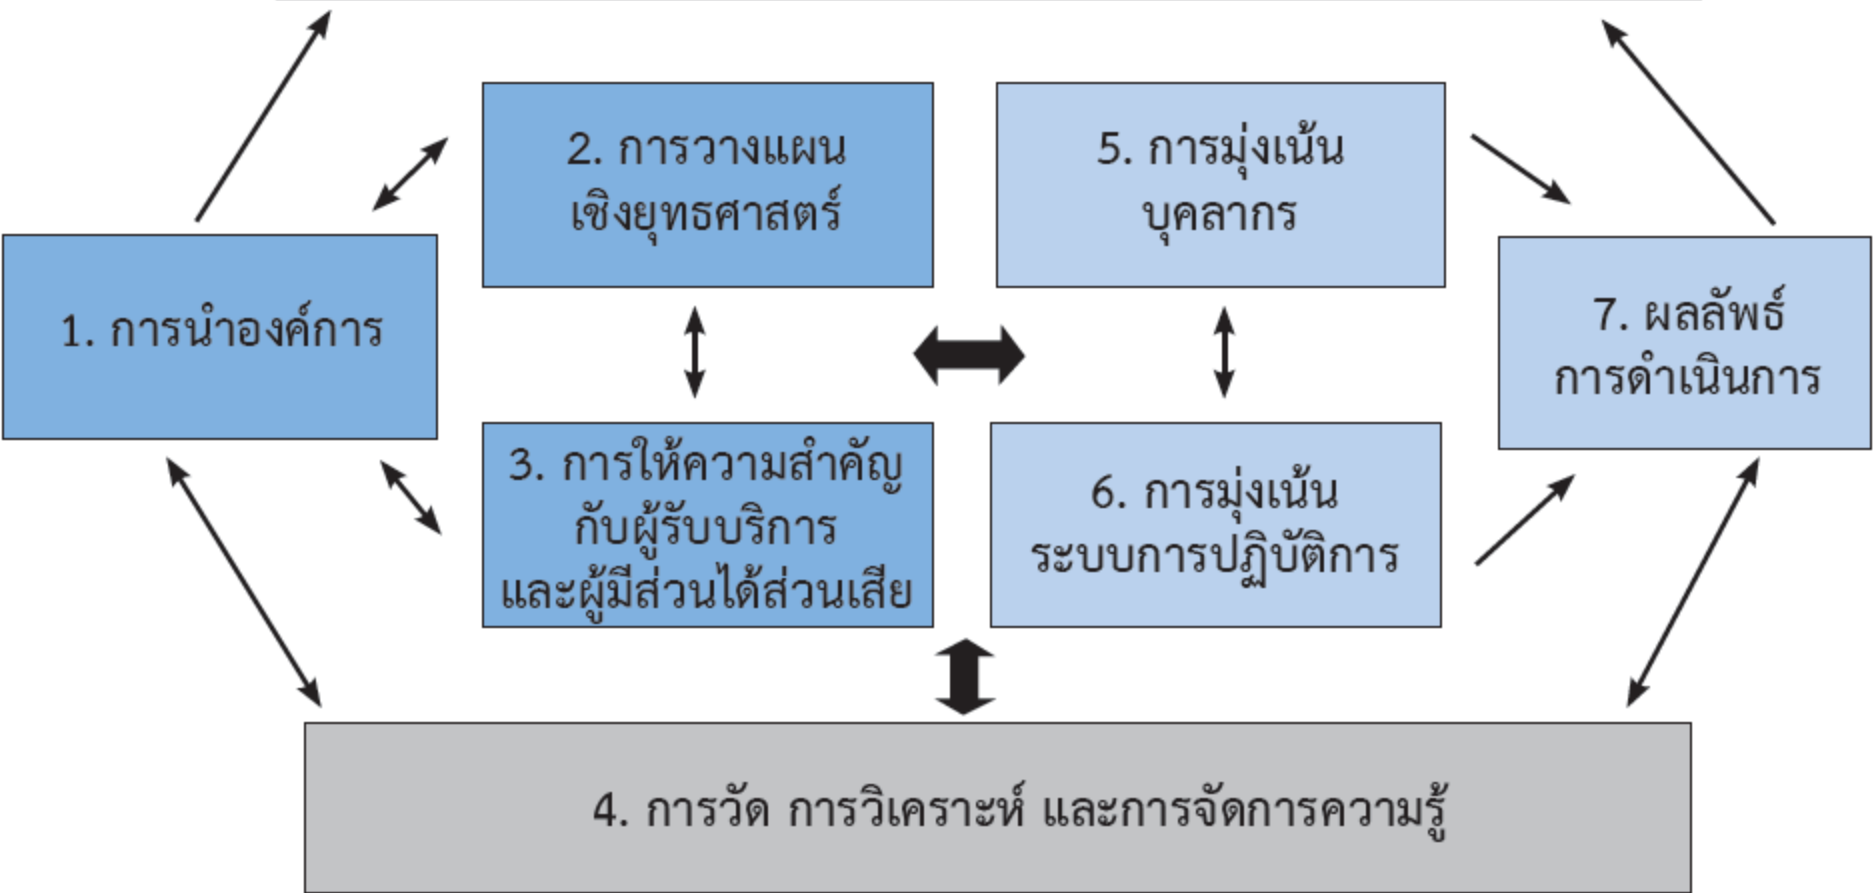 2. การวางแผน
เชิงยุทธศาสตร์
5. การมุ่งเน้น
บุคลากร
1. การนำองค์การ
7. ผลลัพธ์
การดำเนินการ
3. การให้ความสำคัญ
กับผู้รับบริการ
และผู้มีส่วนได้ส่วนเสีย
6. การมุ่งเน้น
ระบบการปฏิบัติการ
4. การวัด การวิเคราะห์ และการจัดการความรู้